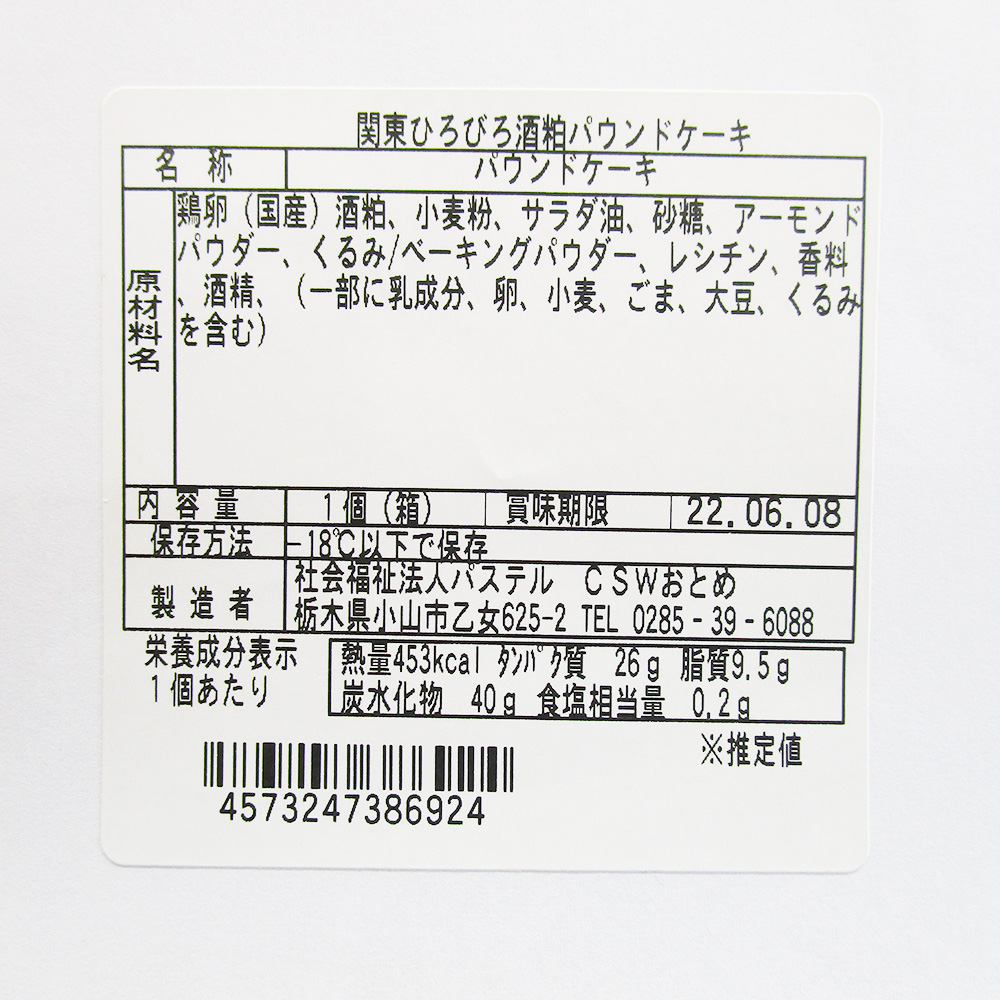 関東ひろびろ酒粕パウンドケーキ
名 称 パウンドケーキ
原材料名
鶏卵（国産）酒粕、小麦粉、サラダ油、砂糖、アーモンド
パウダー、くるみ/ベーキングパウダー、レシチン、香料
、酒精、（一部に乳成分、卵、小麦、ごま、大豆、くるみ
を含む）
内 容 量 1個（箱） 賞味期限 22.06.08
保存方法 -18℃以下で保存
製 造 者
社会福祉法人パステル ＣＳＷおとめ
栃木県小山市乙女625-2 TEL 0285-39-6088
栄養成分表示
１個あたり
熱量453kcal ﾀﾝﾊﾟｸ質 26g 脂質9.5g
炭水化物 40g 食塩相当量 0.2g
※推定値
4573247386924